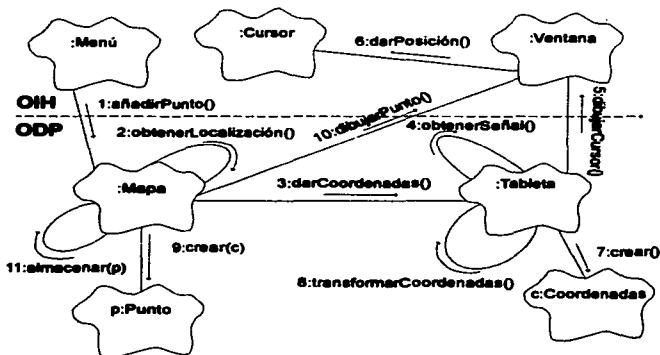 :Menú
:Cursor
6:darPosición()
:Ventana
OIH
1:añadirPunto()
ODP
2:obtenerLocalización()
10:dibujarPunto()
4:obtenerSeñal()
5:dibujarCursor()
:Mapa
3:darCoordenadas()
:Tableta
9:crear(c)
11:almacenar(p)
7:crear()
8:transformarCoordenadas()
p:Punto
c:Coordenadas